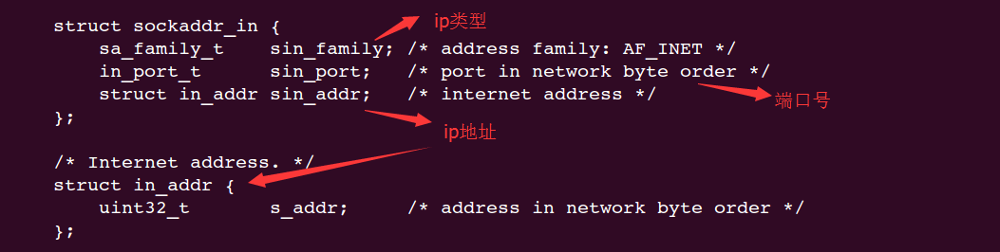 struct sockaddr_in {
ip类型
sa_family_t sin_family; /* address family: AF_INET */
in_port_t sin_port; /* port in network byte order */
struct in_addr sin_addr; /* internet address */
端口号
};
ip地址
/* Internet address. */
struct in_addr {
uint32_t s_addr; /* address in network byte order */
};